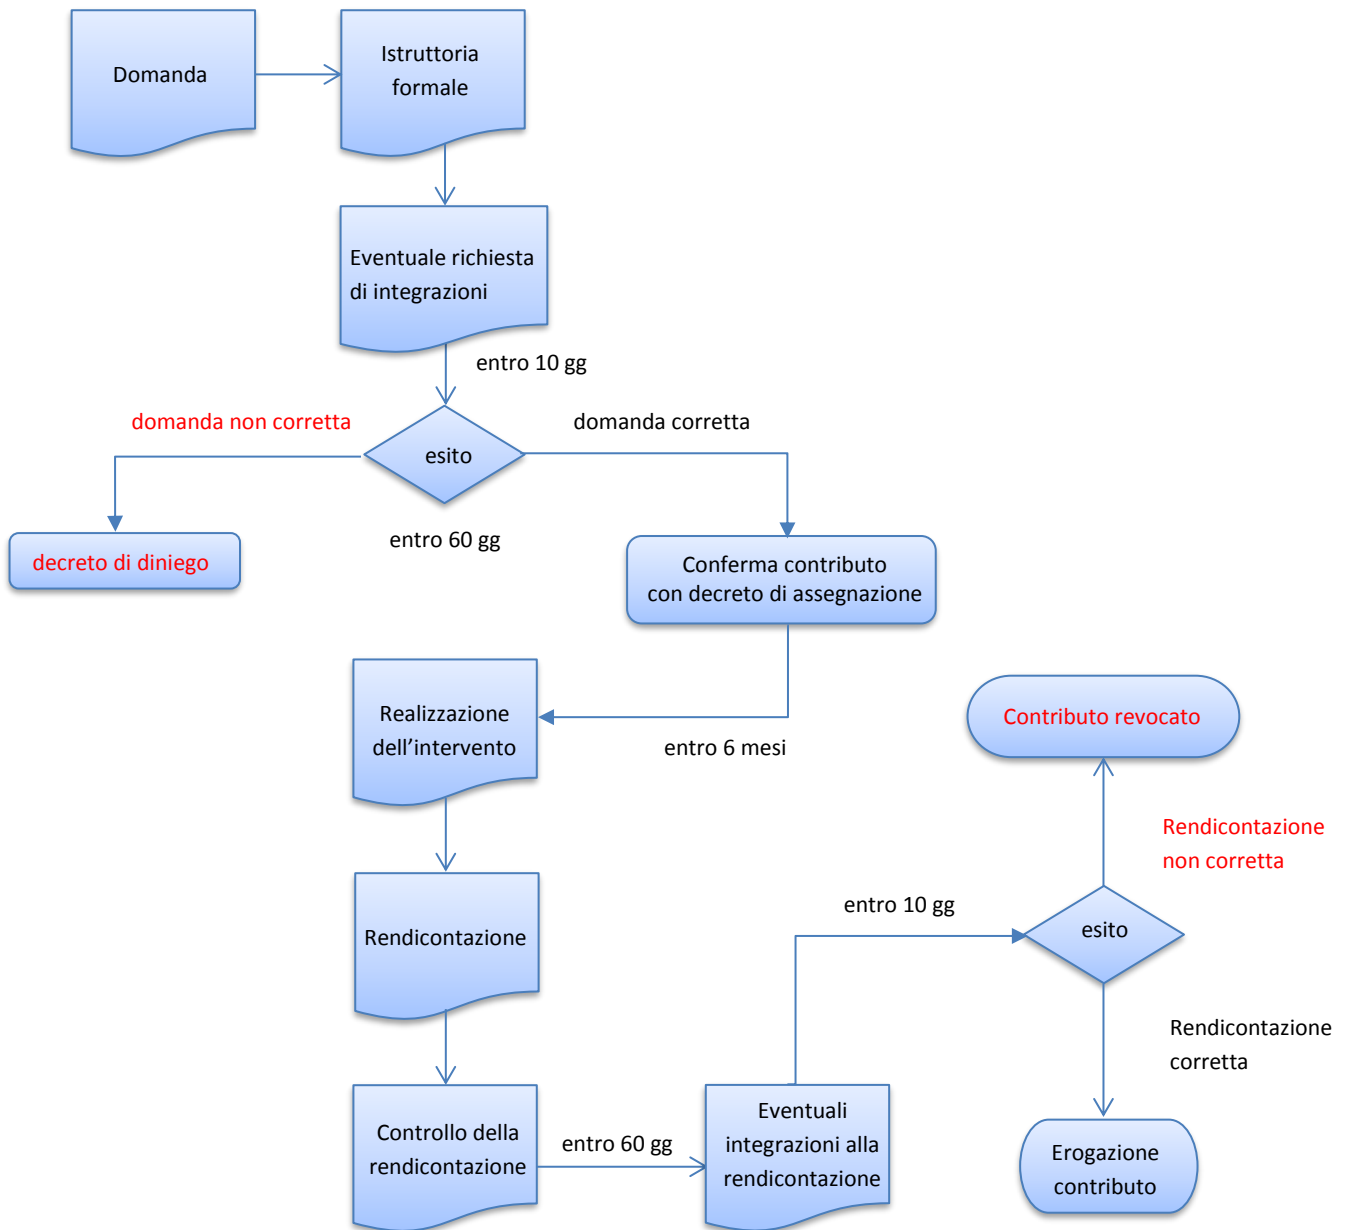 Domanda
Istruttoria
formale
Eventuale richiesta
di integrazioni
entro 10 gg
domanda non corretta
domanda corretta
esito
entro 60 gg
decreto di diniego
Conferma contributo
con decreto di assegnazione
Realizzazione
dell’intervento
entro 6 mesi
Contributo revocato
Rendicontazione
non corretta
Rendicontazione
entro 10 gg
esito
Rendicontazione
corretta
Controllo della
rendicontazione
entro 60 gg
Eventuali
integrazioni alla
rendicontazione
Erogazione
contributo